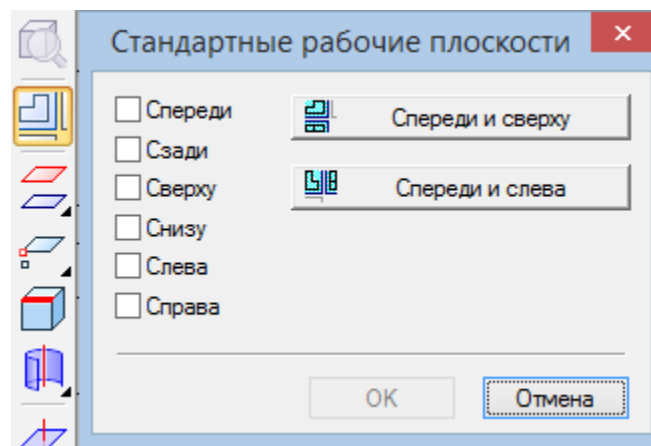 Стандартные рабочие плоскости
Спереди
Сзади
Сверху
Снизу
Слева
Справа
Спереди и сверху
Спереди и слева
OK
Отмена